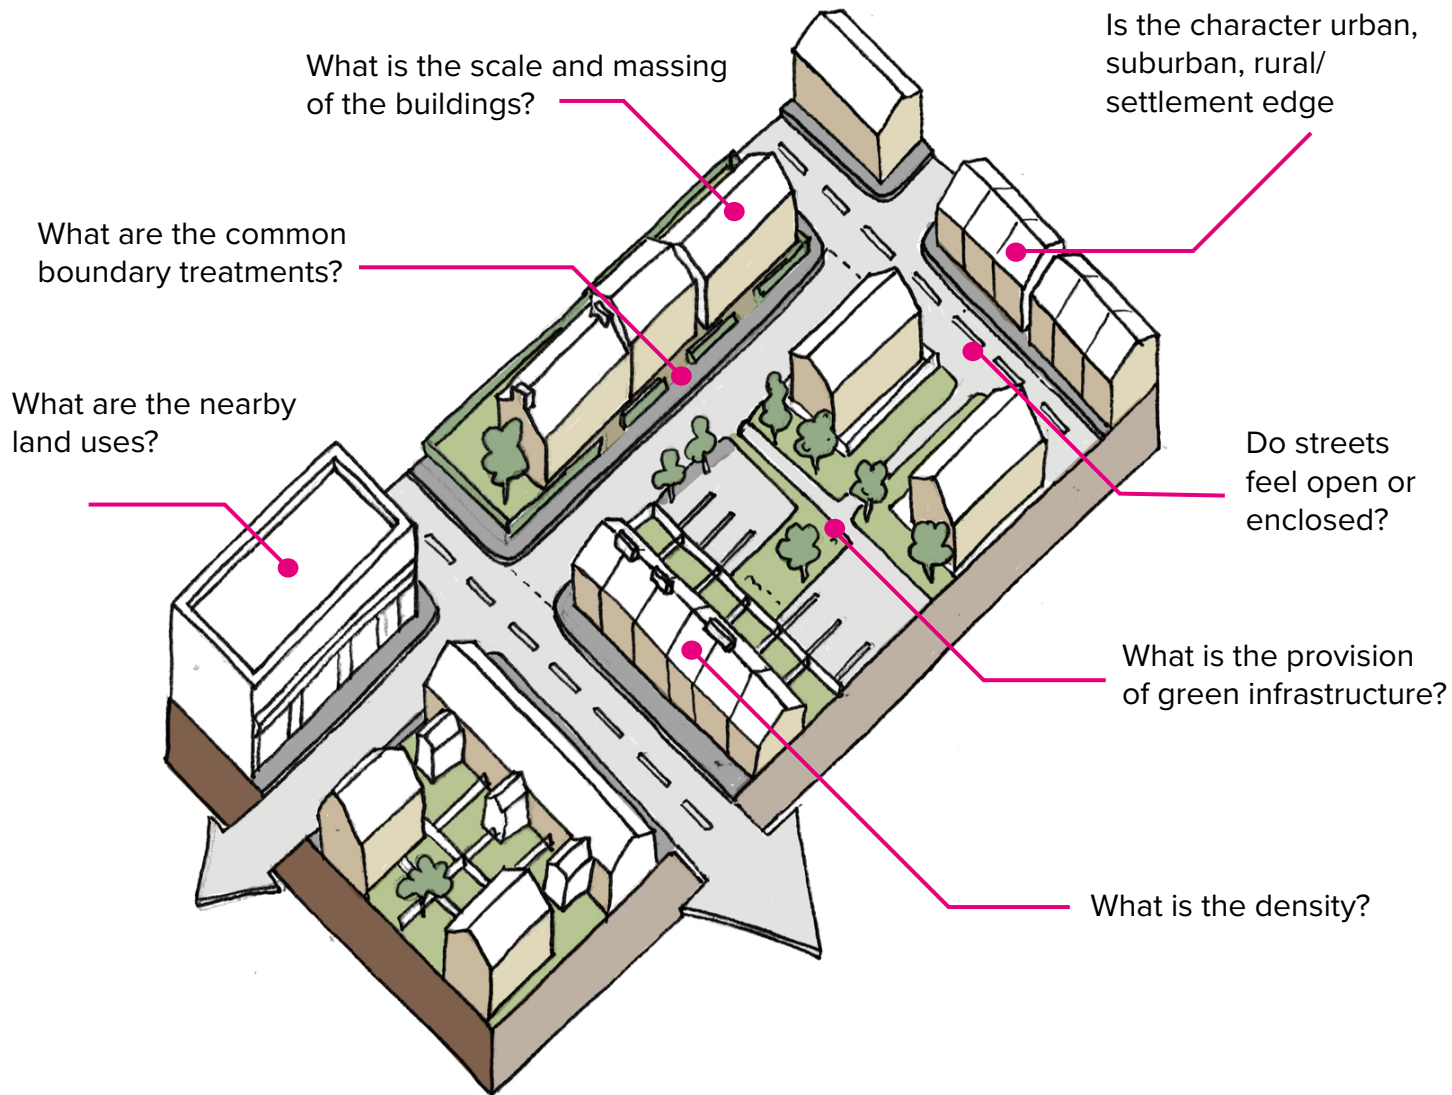 What is the scale and massing
of the buildings?
Is the character urban,
suburban, rural/
settlement edge
What are the common
boundary treatments?
What are the nearby
land uses?
Do streets
feel open or
enclosed?
What is the provision
of green infrastructure?
What is the density?